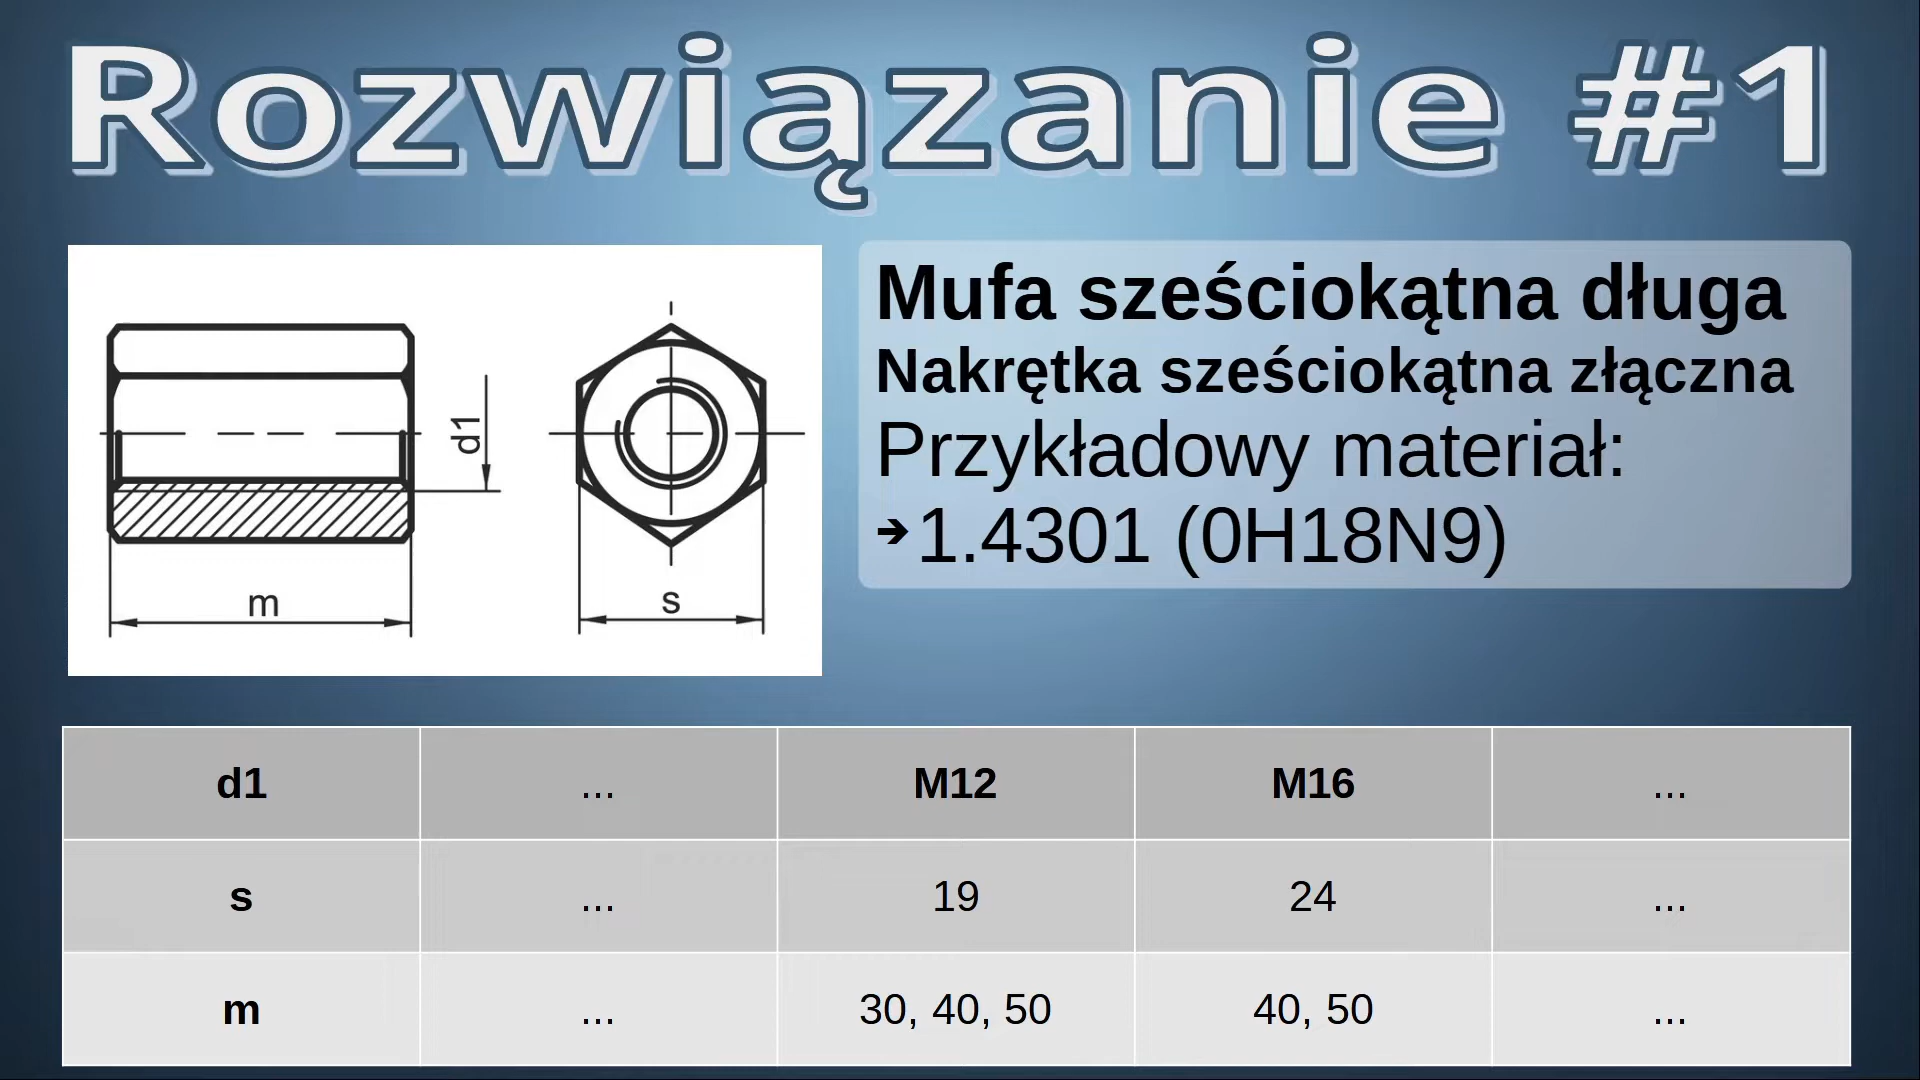 Rozwiązanie #1
Mufa sześciokątna długa
Nakrętka sześciokątna złączna
Przykładowy materiał:
➔1.4301 (0H18N9)
d1
m
s
d1 ... M12 M16 ...
s ... 19 24 ...
m ... 30, 40, 50 40, 50 ...